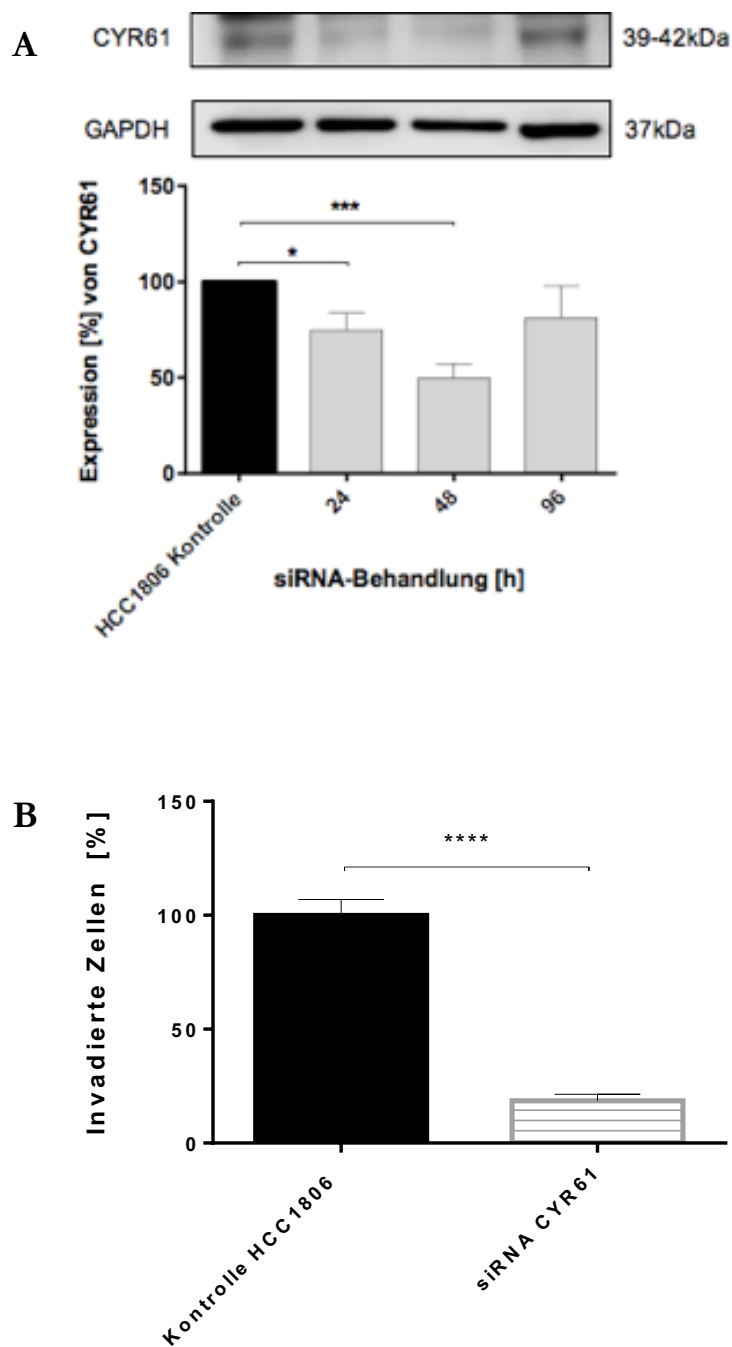 A
CYR61
39-42kDa
GAPDH
37kDa
Expression [%] von CYR61
150
100
50
0
***
*
HCC1806 Kontrolle
24
48
96
siRNA-Behandlung [h]
B
Invadierte Zellen [%]
150
100
50
0
****
Kontrolle HCC1806
siRNA CYR61